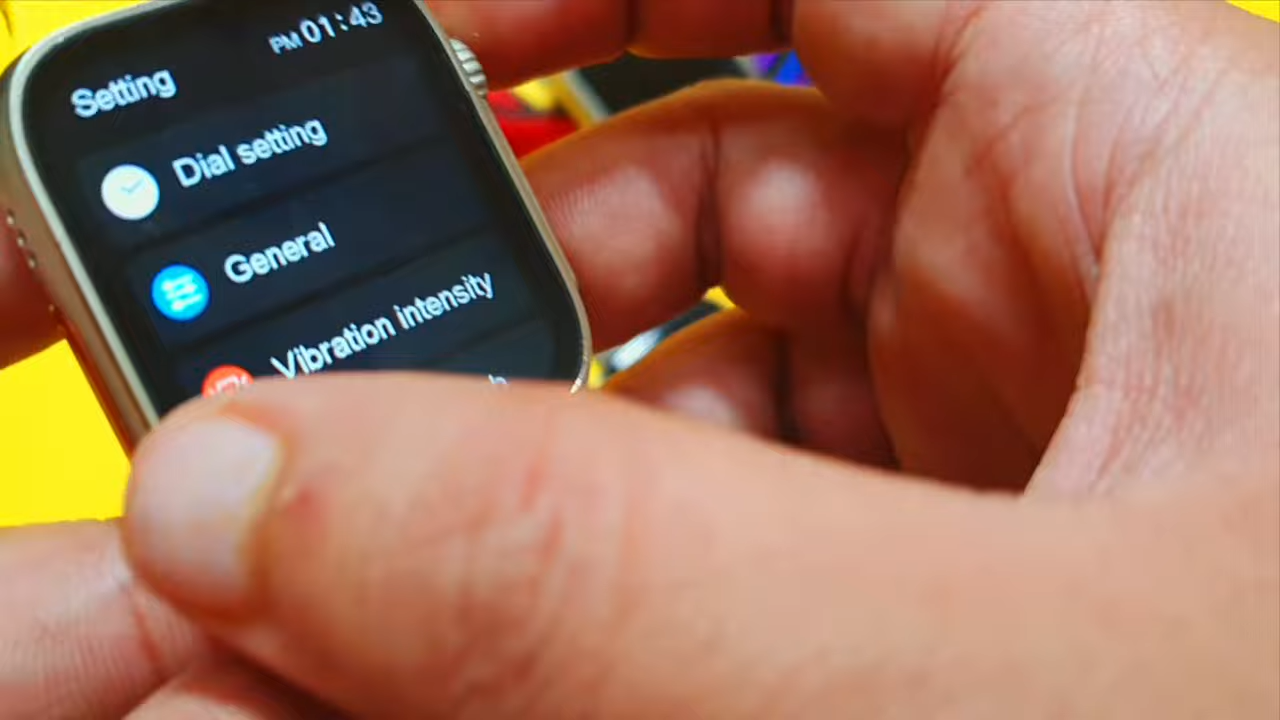 PM 01:43
Setting
Dial setting
General
Vibration intensity